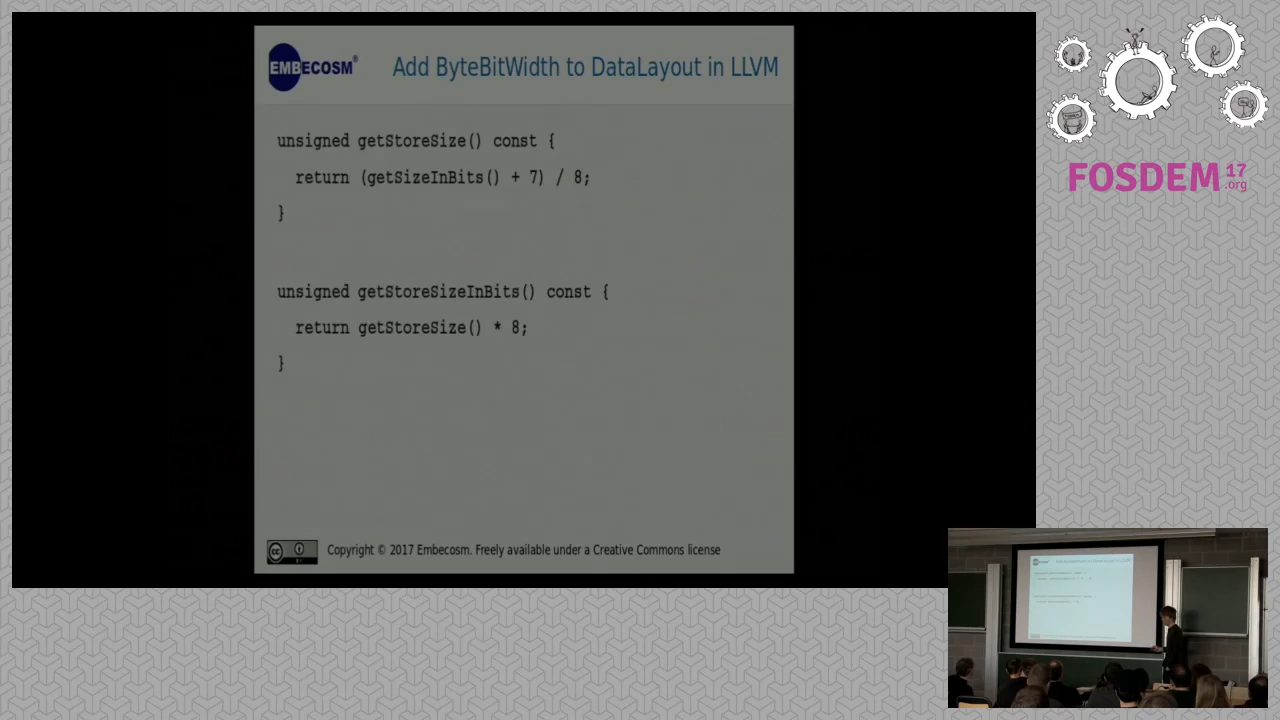 EMBECOSM®
Add ByteBitWidth to DataLayout in LLVM
unsigned getStoreSize() const {
return (getSizeInBits() + 7) / 8;
}
unsigned getStoreSizeInBits() const {
return getStoreSize() * 8;
}
cc
Copyright © 2017 Embecosm. Freely available under a Creative Commons license
FOSDEM 17
.org